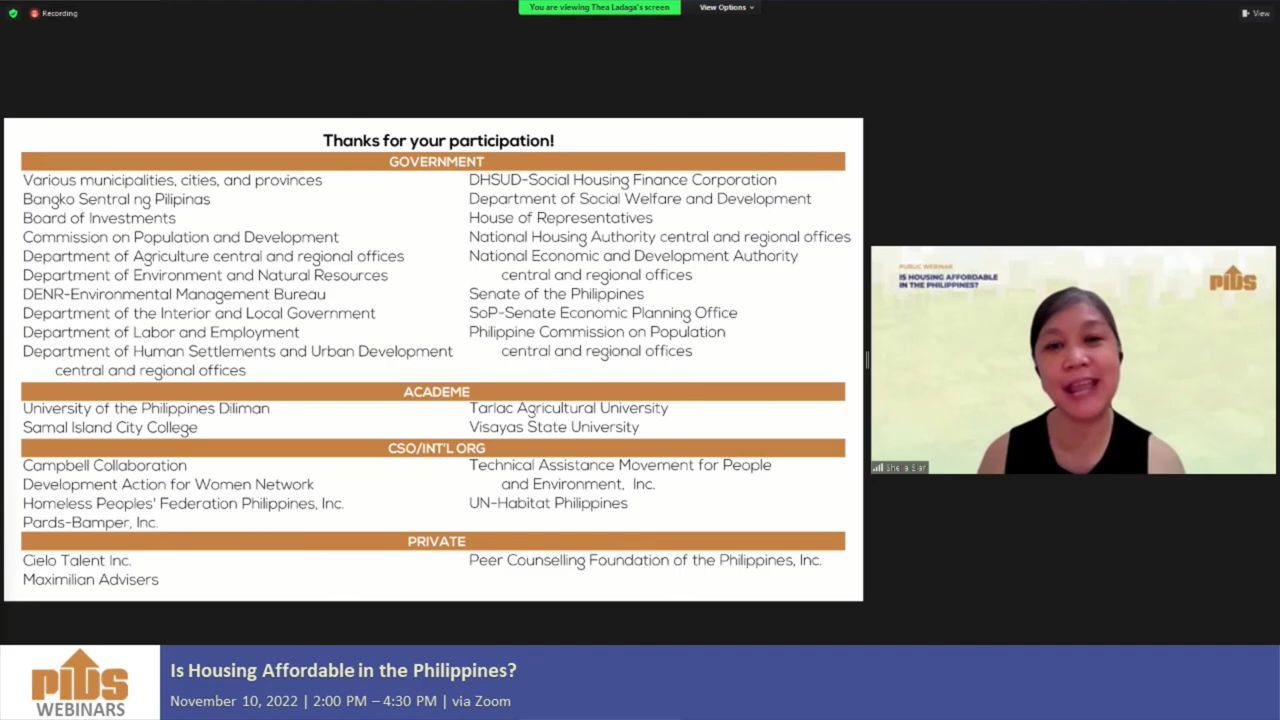 Recording
You are viewing Thea Ladaga's screen
View Options
View
Thanks for your participation!
GOVERNMENT
Various municipalities, cities, and provinces
Bangko Sentral ng Pilipinas
Board of Investments
Commission on Population and Development
Department of Agriculture central and regional offices
Department of Environment and Natural Resources
DENR-Environmental Management Bureau
Department of the Interior and Local Government
Department of Labor and Employment
Department of Human Settlements and Urban Development
central and regional offices
DHSUD-Social Housing Finance Corporation
Department of Social Welfare and Development
House of Representatives
National Housing Authority central and regional offices
National Economic and Development Authority
central and regional offices
Senate of the Philippines
SoP-Senate Economic Planning Office
Philippine Commission on Population
central and regional offices
ACADEME
University of the Philippines Diliman
Samal Island City College
Tarlac Agricultural University
Visayas State University
CSO/INT'L ORG
Campbell Collaboration
Development Action for Women Network
Homeless Peoples' Federation Philippines, Inc.
Pards-Bamper, Inc.
Technical Assistance Movement for People
and Environment, Inc.
UN-Habitat Philippines
PRIVATE
Cielo Talent Inc.
Maximilian Advisers
Peer Counselling Foundation of the Philippines, Inc.
PUBLIC WEBINAR
IS HOUSING AFFORDABLE
IN THE PHILIPPINES?
PIDS
Sheila Siar
PIDS
WEBINARS
Is Housing Affordable in the Philippines?
November 10, 2022 | 2:00 PM – 4:30 PM | via Zoom